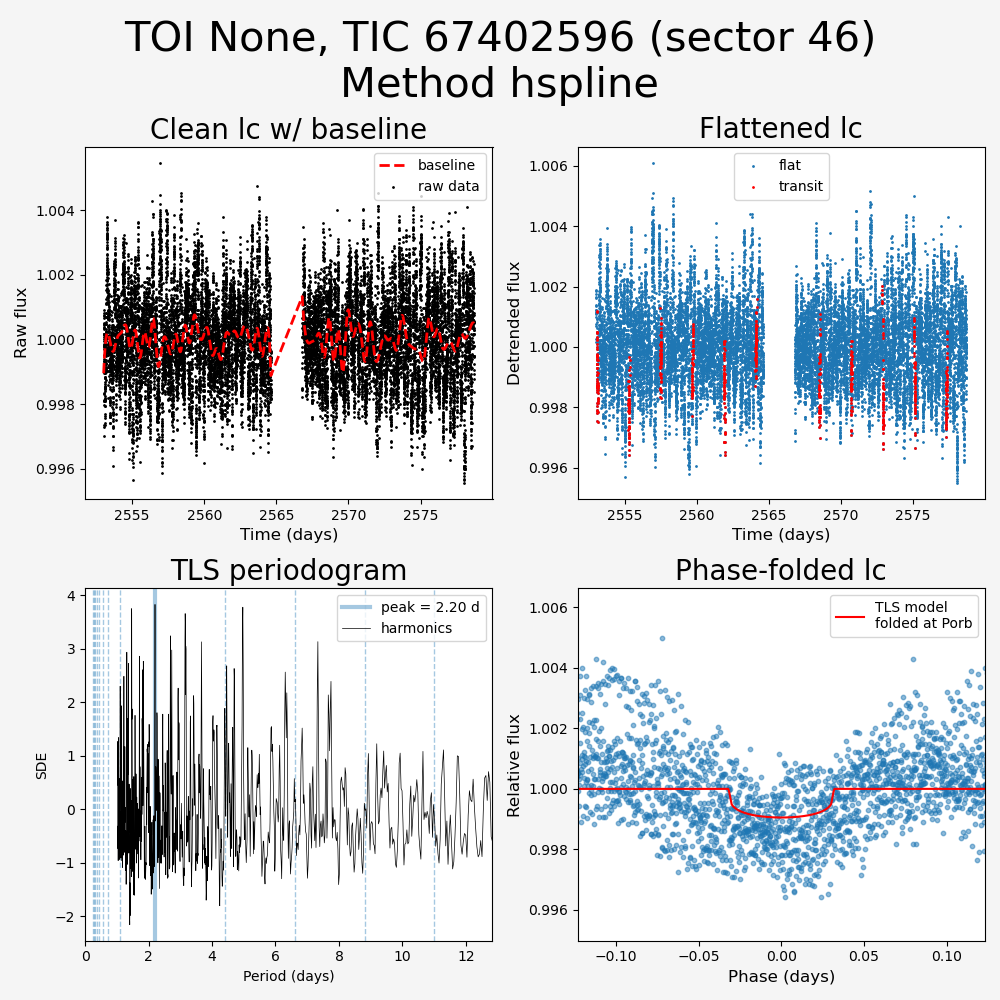 TOI None, TIC 67402596 (sector 46)
Method hspline
Clean lc w/ baseline
Flattened lc
baseline
raw data
flat
transit
1.004
1.002
1.000
0.998
0.996
Raw flux
2555
2560
2565
2570
2575
Time (days)
1.006
1.004
1.002
1.000
0.998
0.996
Detrended flux
2555
2560
2565
2570
2575
Time (days)
TLS periodogram
Phase-folded lc
peak = 2.20 d
harmonics
TLS model
folded at Porb
4
3
2
1
0
−1
−2
SDE
0
2
4
6
8
10
12
Period (days)
1.006
1.004
1.002
1.000
0.998
0.996
Relative flux
−0.10
−0.05
0.00
0.05
0.10
Phase (days)